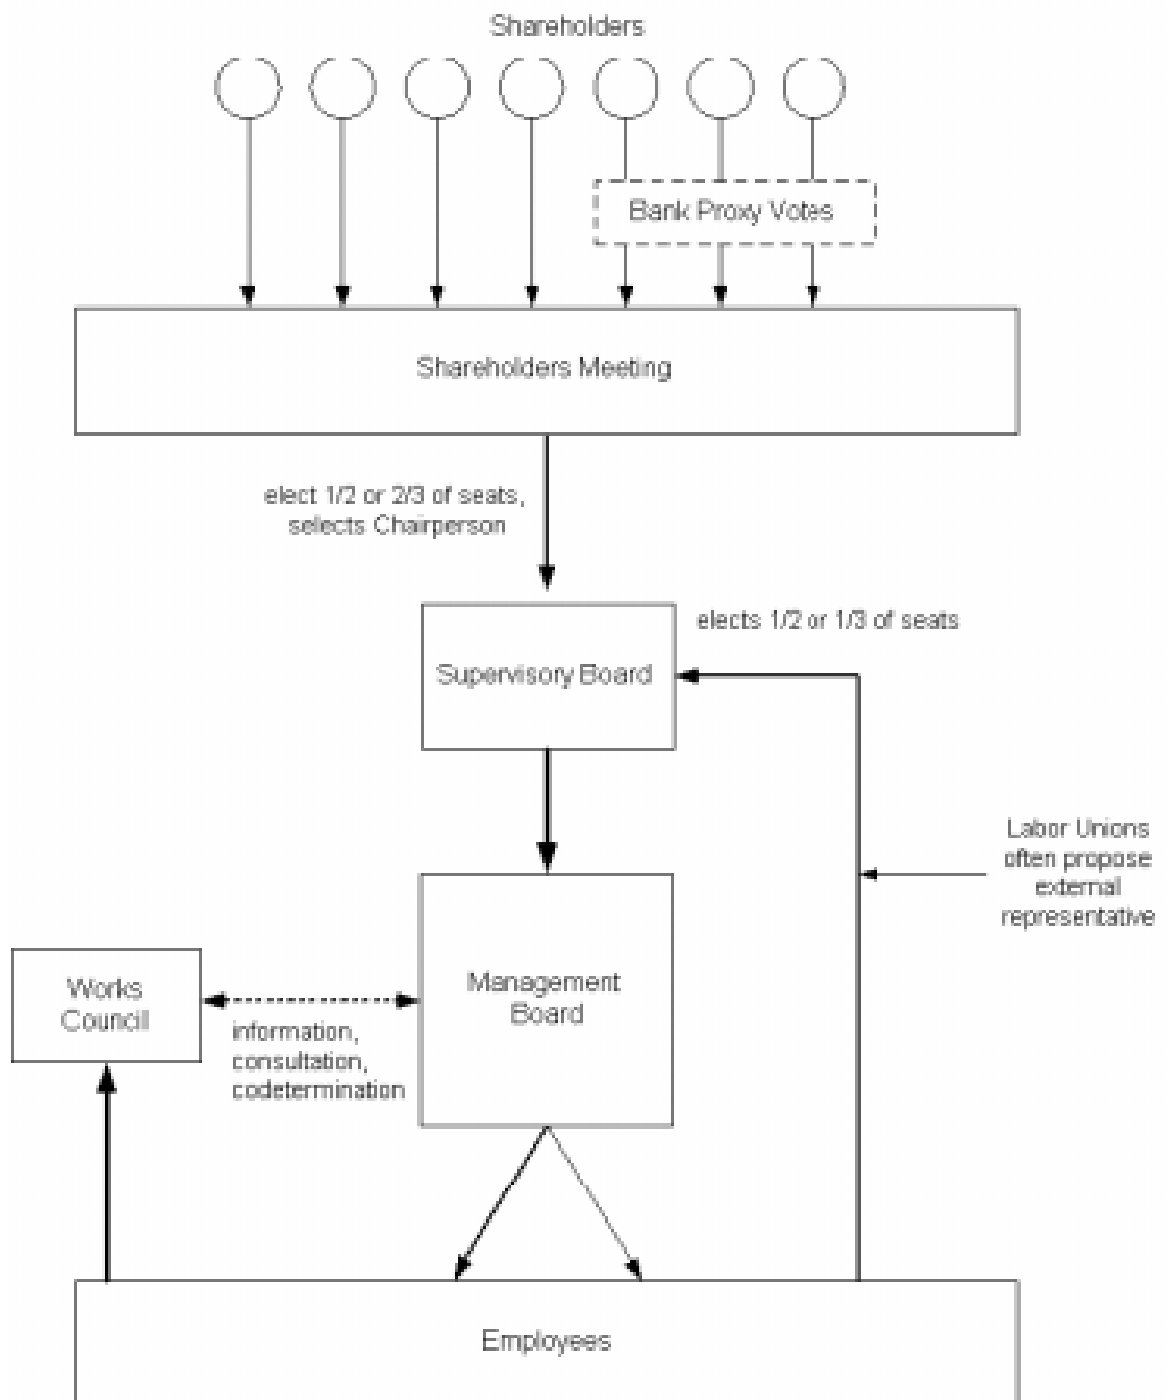 Shareholders
Bank Proxy Votes
Shareholders Meeting
elect 1/2 or 2/3 of seats,
selects Chairperson
elects 1/2 or 1/3 of seats
Supervisory Board
Labor Unions
often propose
external
representative
Management
Board
Works
Council
information,
consultation,
codetermination
Employees